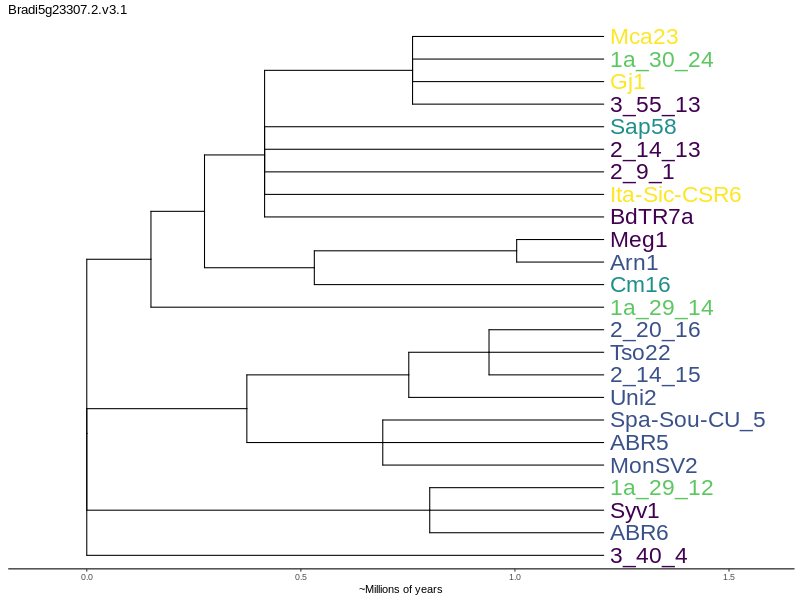 Bradi5g23307.2.v3.1
Mca23
1a_30_24
Gj1
3_55_13
Sap58
2_14_13
2_9_1
Ita-Sic-CSR6
BdTR7a
Meg1
Arn1
Cm16
1a_29_14
2_20_16
Tso22
2_14_15
Uni2
Spa-Sou-CU_5
ABR5
MonSV2
1a_29_12
Syv1
ABR6
3_40_4
0.0 0.5 1.0 1.5
~Millions of years